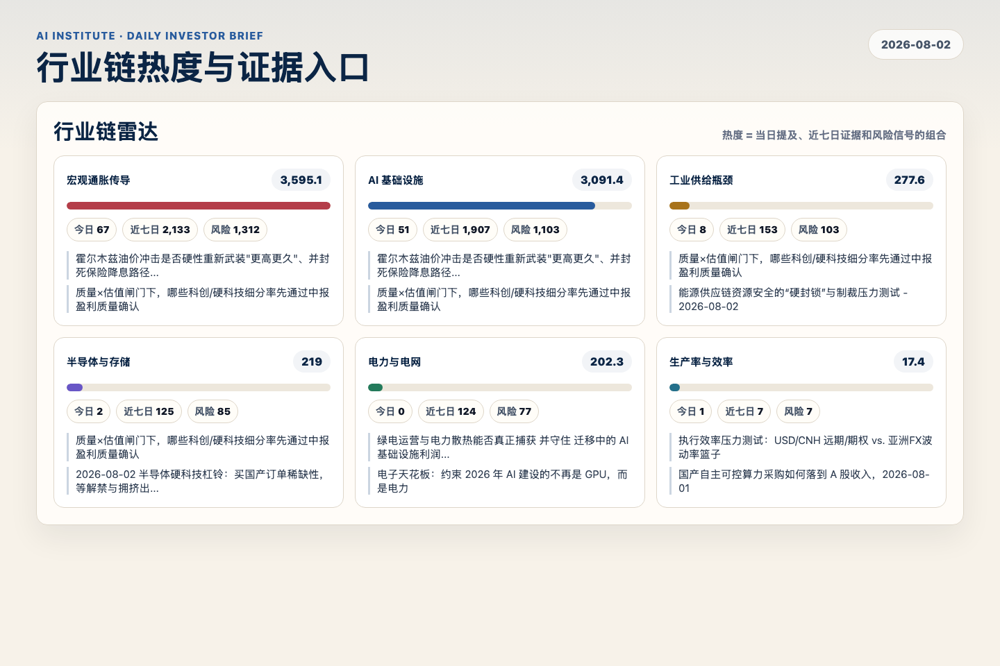 AI INSTITUTE · DAILY INVESTOR BRIEF
2026-08-02
行业链热度与证据入口
行业链雷达
热度 = 当日提及、近七日证据和风险信号的组合
宏观通胀传导
3,595.1
今日 67
近七日 2,133
风险 1,312
霍尔木兹油价冲击是否硬性重新武装"更高更久"、并封
死保险降息路径...
质量×估值闸门下，哪些科创/硬科技细分率先通过中报
盈利质量确认
AI 基础设施
3,091.4
今日 51
近七日 1,907
风险 1,103
霍尔木兹油价冲击是否硬性重新武装"更高更久"、并封
死保险降息路径...
质量×估值闸门下，哪些科创/硬科技细分率先通过中报
盈利质量确认
工业供给瓶颈
277.6
今日 8
近七日 153
风险 103
质量×估值闸门下，哪些科创/硬科技细分率先通过中报
盈利质量确认
能源供应链资源安全的“硬封锁”与制裁压力测试 -
2026-08-02
半导体与存储
219
今日 2
近七日 125
风险 85
质量×估值闸门下，哪些科创/硬科技细分率先通过中报
盈利质量确认
2026-08-02 半导体硬科技杠铃：买国产订单稀缺性，
等解禁与拥挤出...
电力与电网
202.3
今日 0
近七日 124
风险 77
绿电运营与电力散热能否真正捕获 并守住 迁移中的 AI
基础设施利润...
电子天花板：约束 2026 年 AI 建设的不再是 GPU，而
是电力
生产率与效率
17.4
今日 1
近七日 7
风险 7
执行效率压力测试：USD/CNH 远期/期权 vs. 亚洲FX波
动率篮子
国产自主可控算力采购如何落到 A 股收入，2026-08-
01